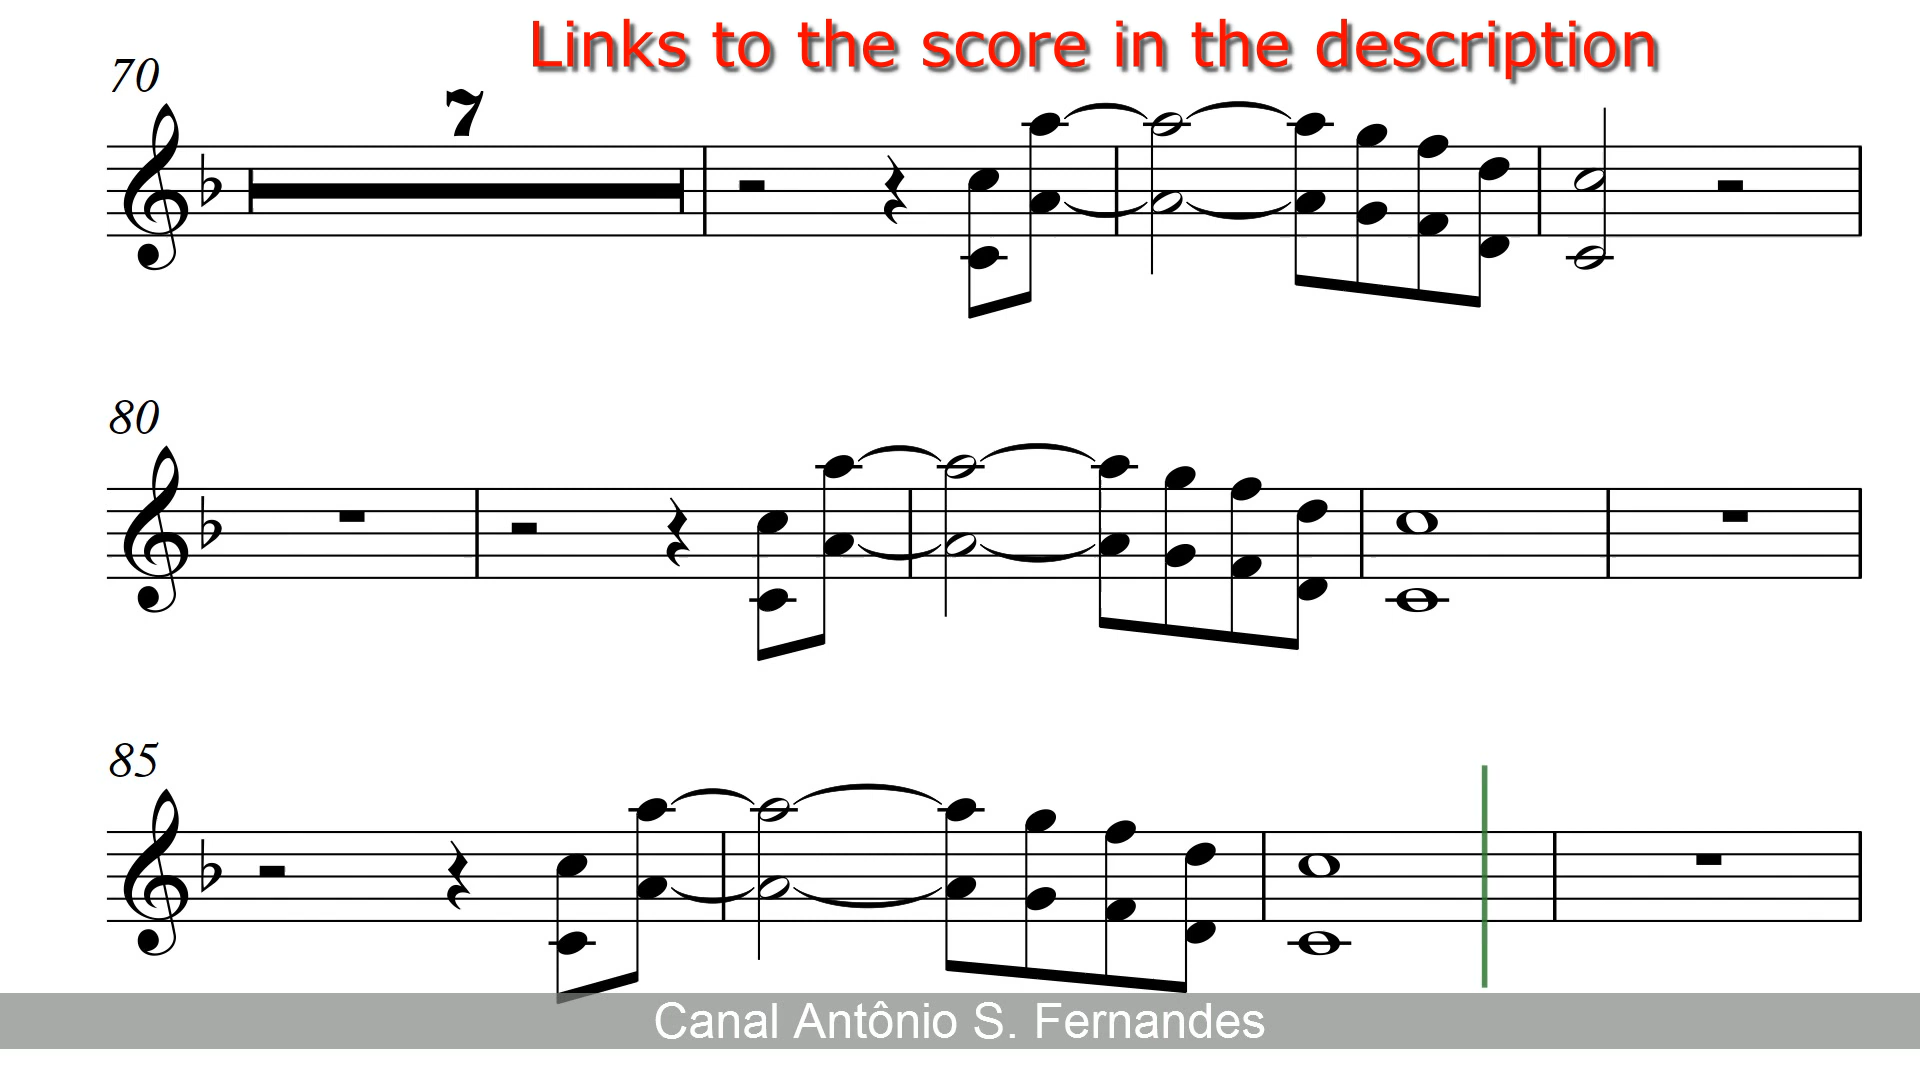 Links to the score in the description
70
7
80
85
Canal Antônio S. Fernandes